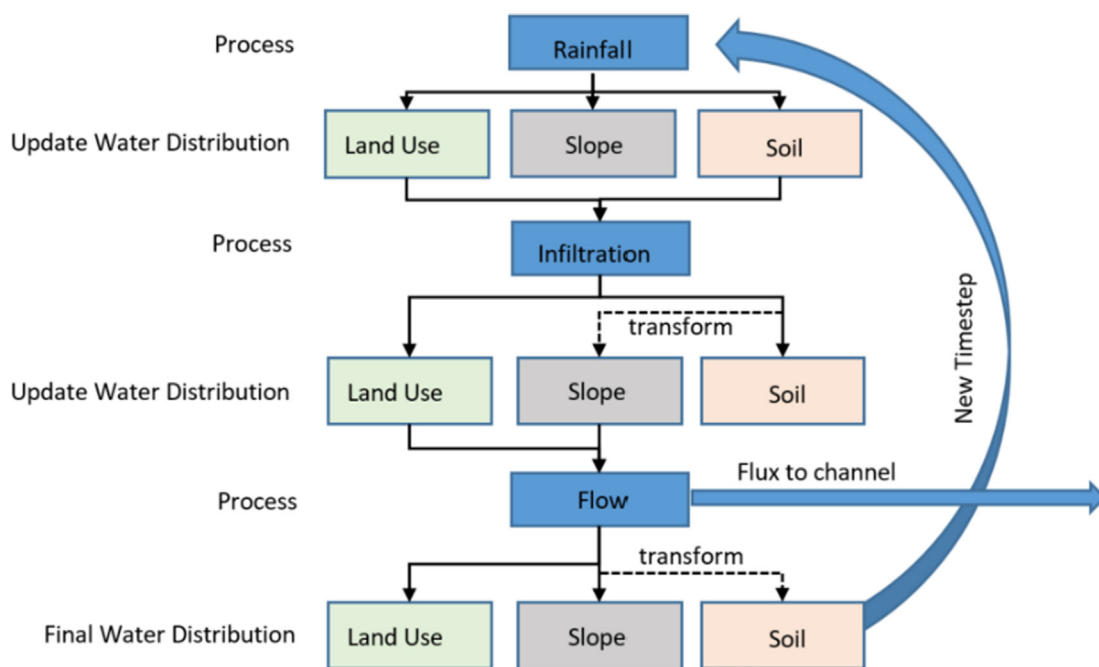 Process
Rainfall
Update Water Distribution
Land Use
Slope
Soil
Process
Infiltration
transform
New Timestep
Update Water Distribution
Land Use
Slope
Soil
Flux to channel
Process
Flow
transform
Final Water Distribution
Land Use
Slope
Soil